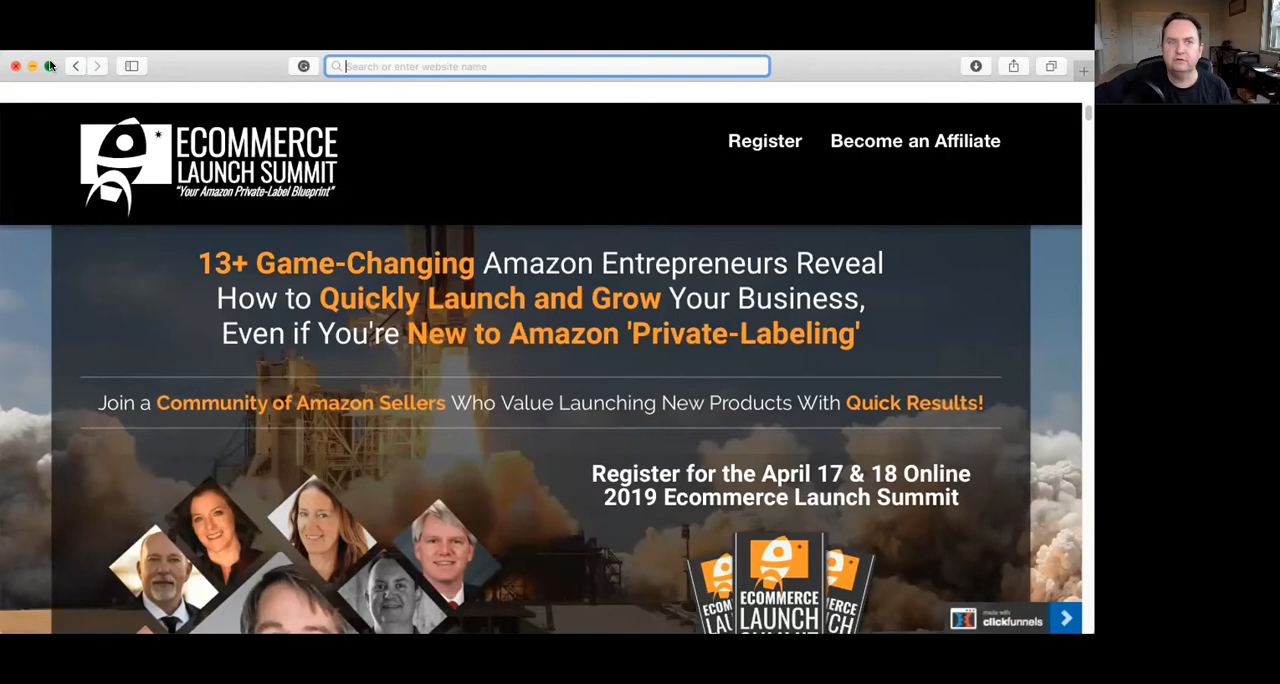 Search or enter website name
ECOMMERCE
LAUNCH SUMMIT
"Your Amazon Private-Label Blueprint"
Register
Become an Affiliate
13+ Game-Changing Amazon Entrepreneurs Reveal
How to Quickly Launch and Grow Your Business,
Even if You're New to Amazon 'Private-Labeling'
Join a Community of Amazon Sellers Who Value Launching New Products With Quick Results!
Register for the April 17 & 18 Online
2019 Ecommerce Launch Summit
ECOMMERCE
LAUNCH
SUMMIT
made with
clickfunnels